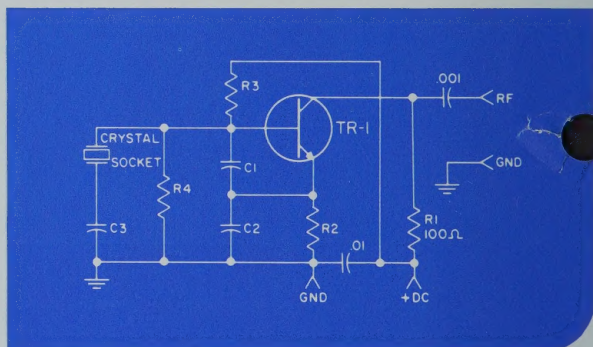 .001
RF
R3
TR-1
CRYSTAL
SOCKET
C1
GND
R4
C3
C2
R2
R1
100Ω
.01
GND
+DC